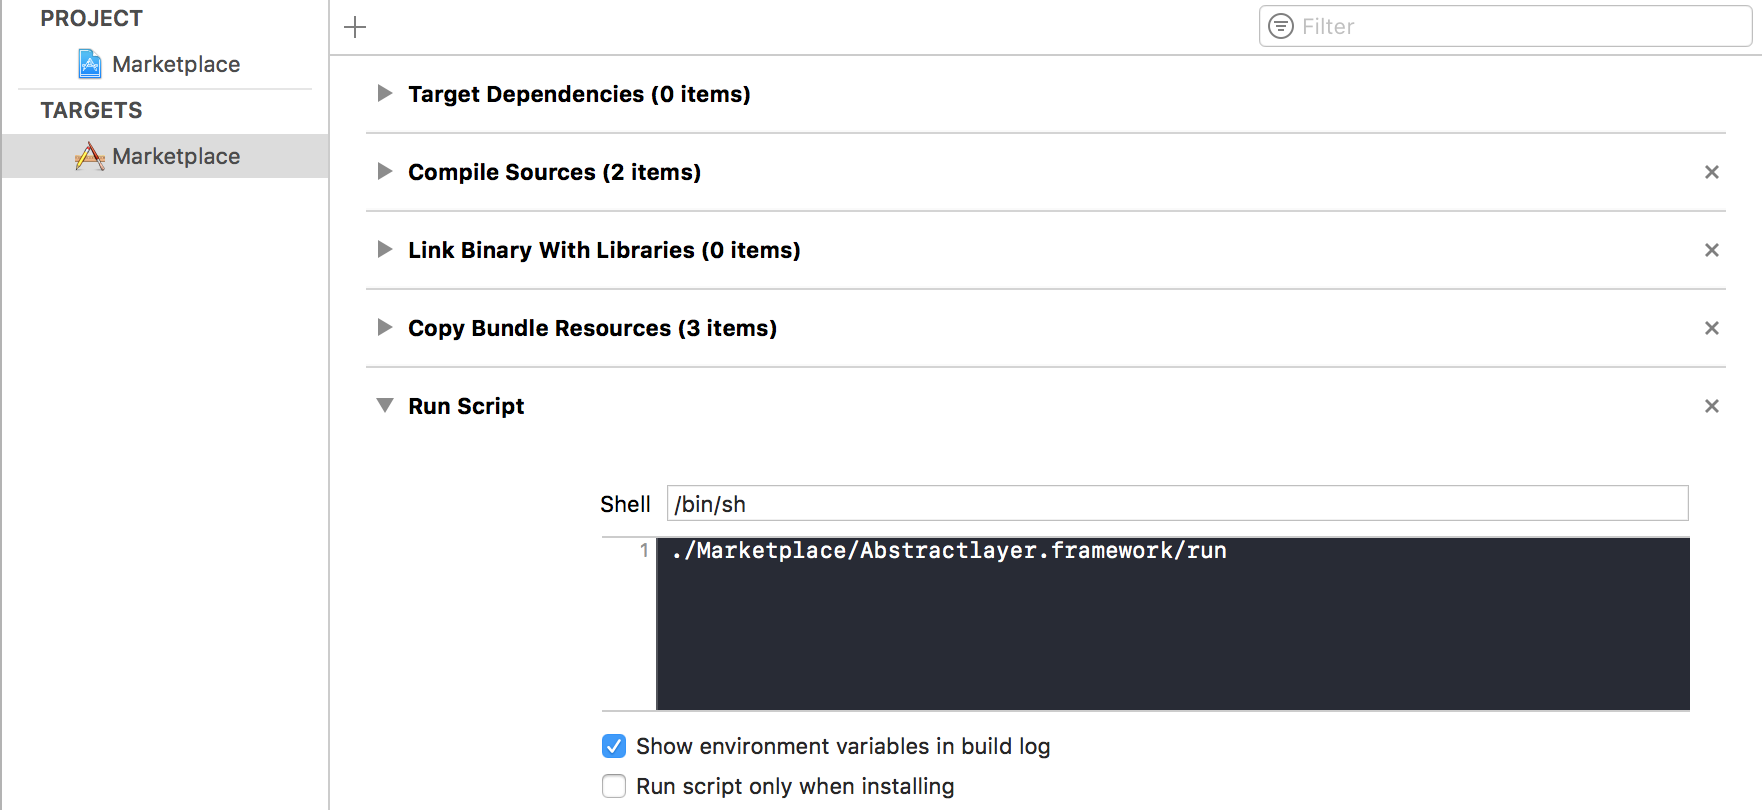 PROJECT
Marketplace
TARGETS
Marketplace
Filter
Target Dependencies (0 items)
Compile Sources (2 items)
Link Binary With Libraries (0 items)
Copy Bundle Resources (3 items)
Run Script
Shell /bin/sh
1 ./Marketplace/Abstractlayer.framework/run
Show environment variables in build log
Run script only when installing